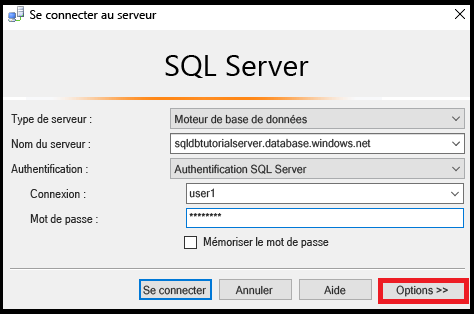 Se connecter au serveur
SQL Server
Type de serveur :
Moteur de base de données
Nom du serveur :
sqldbtutorialserver.database.windows.net
Authentification :
Authentification SQL Server
Connexion :
user1
Mot de passe :
********
Mémoriser le mot de passe
Se connecter
Annuler
Aide
Options >>